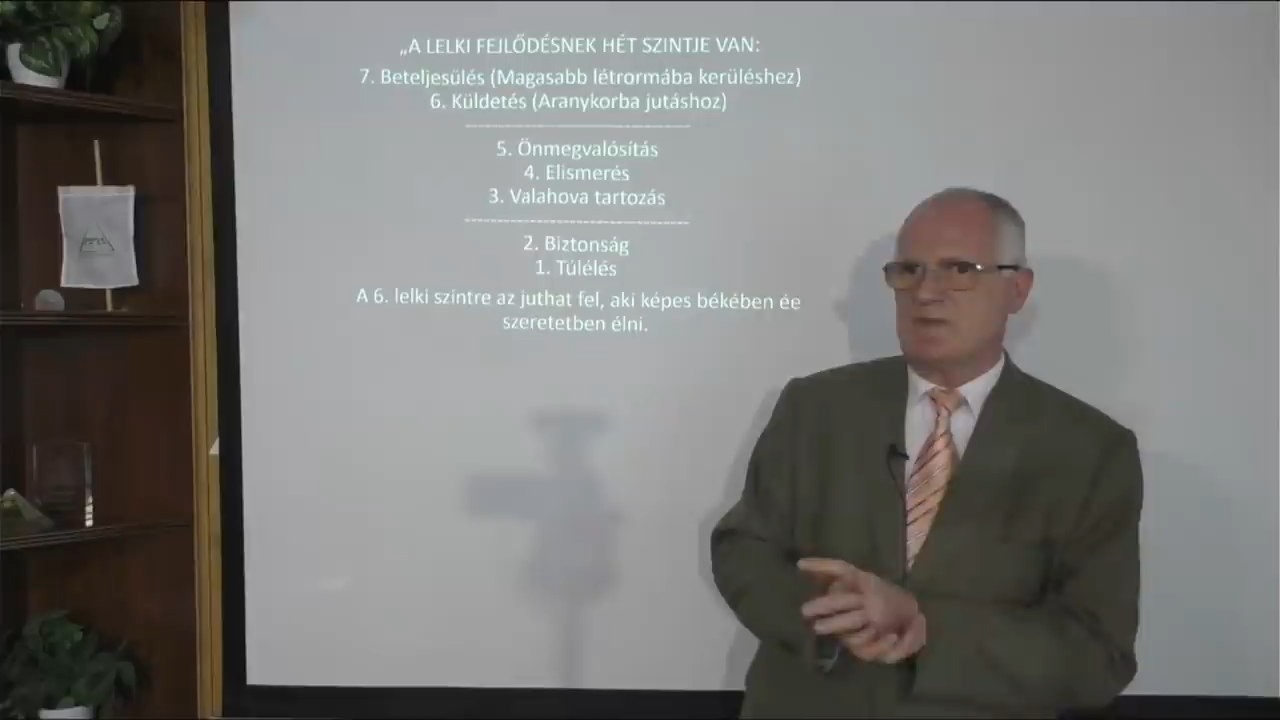 „A LELKI FEJLŐDÉSNEK HÉT SZINTJE VAN:
7. Beteljesülés (Magasabb létrormába kerüléshez)
6. Küldetés (Aranykorba jutáshoz)
----------------------------------
5. Önmegvalósítás
4. Elismerés
3. Valahova tartozás
----------------------------------
2. Biztonság
1. Túlélés
A 6. lelki szintre az juthat fel, aki képes békében ée
szeretetben élni.